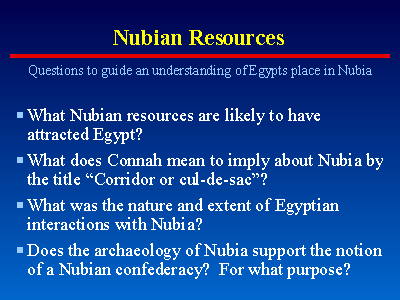 Nubian Resources
Questions to guide an understanding of Egypts place in Nubia
What Nubian resources are likely to have
attracted Egypt?
What does Connah mean to imply about Nubia by
the title “Corridor or cul-de-sac”?
What was the nature and extent of Egyptian
interactions with Nubia?
Does the archaeology of Nubia support the notion
of a Nubian confederacy?  For what purpose?